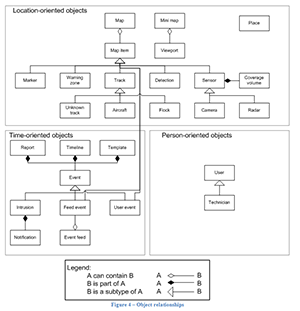 Location-oriented objects
Map
Mini map
Place
Map item
Viewport
Marker
Warning zone
Track
Detection
Sensor
Coverage volume
Unknown track
Aircraft
Flock
Camera
Radar
Time-oriented objects
Person-oriented objects
Report
Timeline
Template
Event
User
Intrusion
Feed event
User event
Technician
Notification
Event feed
Legend:
A can contain B A B
B is part of A A B
B is a subtype of A A B
Figure 4 – Object relationships